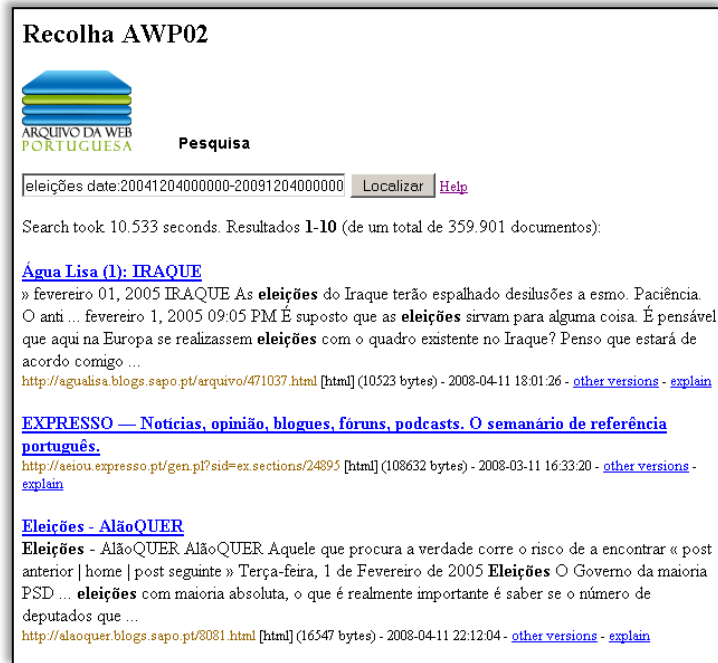 Recolha AWP02
ARQUIVO DA WEB
PORTUGUESA
Pesquisa
eleições date:20041204000000-20091204000000 Localizar Help
Search took 10.533 seconds. Resultados 1-10 (de um total de 359.901 documentos):
Água Lisa (1): IRAQUE
» fevereiro 01, 2005 IRAQUE As eleições do Iraque terão espalhado desilusões a esmo. Paciência.
O anti ... fevereiro 1, 2005 09:05 PM É suposto que as eleições sirvam para alguma coisa. É pensável
que aqui na Europa se realizassem eleições com o quadro existente no Iraque? Penso que estará de
acordo comigo ...
http://agualisa.blogs.sapo.pt/arquivo/471037.html [html] (10523 bytes) - 2008-04-11 18:01:26 - other versions - explain
EXPRESSO — Notícias, opinião, blogues, fóruns, podcasts. O semanário de referência
português.
http://aeiou.expresso.pt/gen.pl?sid=ex.sections/24895 [html] (108632 bytes) - 2008-03-11 16:33:20 - other versions -
explain
Eleições - AlãoQUER
Eleições - AlãoQUER AlãoQUER Aquele que procura a verdade corre o risco de a encontrar « post
anterior | home | post seguinte » Terça-feira, 1 de Fevereiro de 2005 Eleições O Governo da maioria
PSD ... eleições com maioria absoluta, o que é realmente importante é saber se o número de
deputados que ...
http://alaoquer.blogs.sapo.pt/8081.html [html] (16547 bytes) - 2008-04-11 22:12:04 - other versions - explain